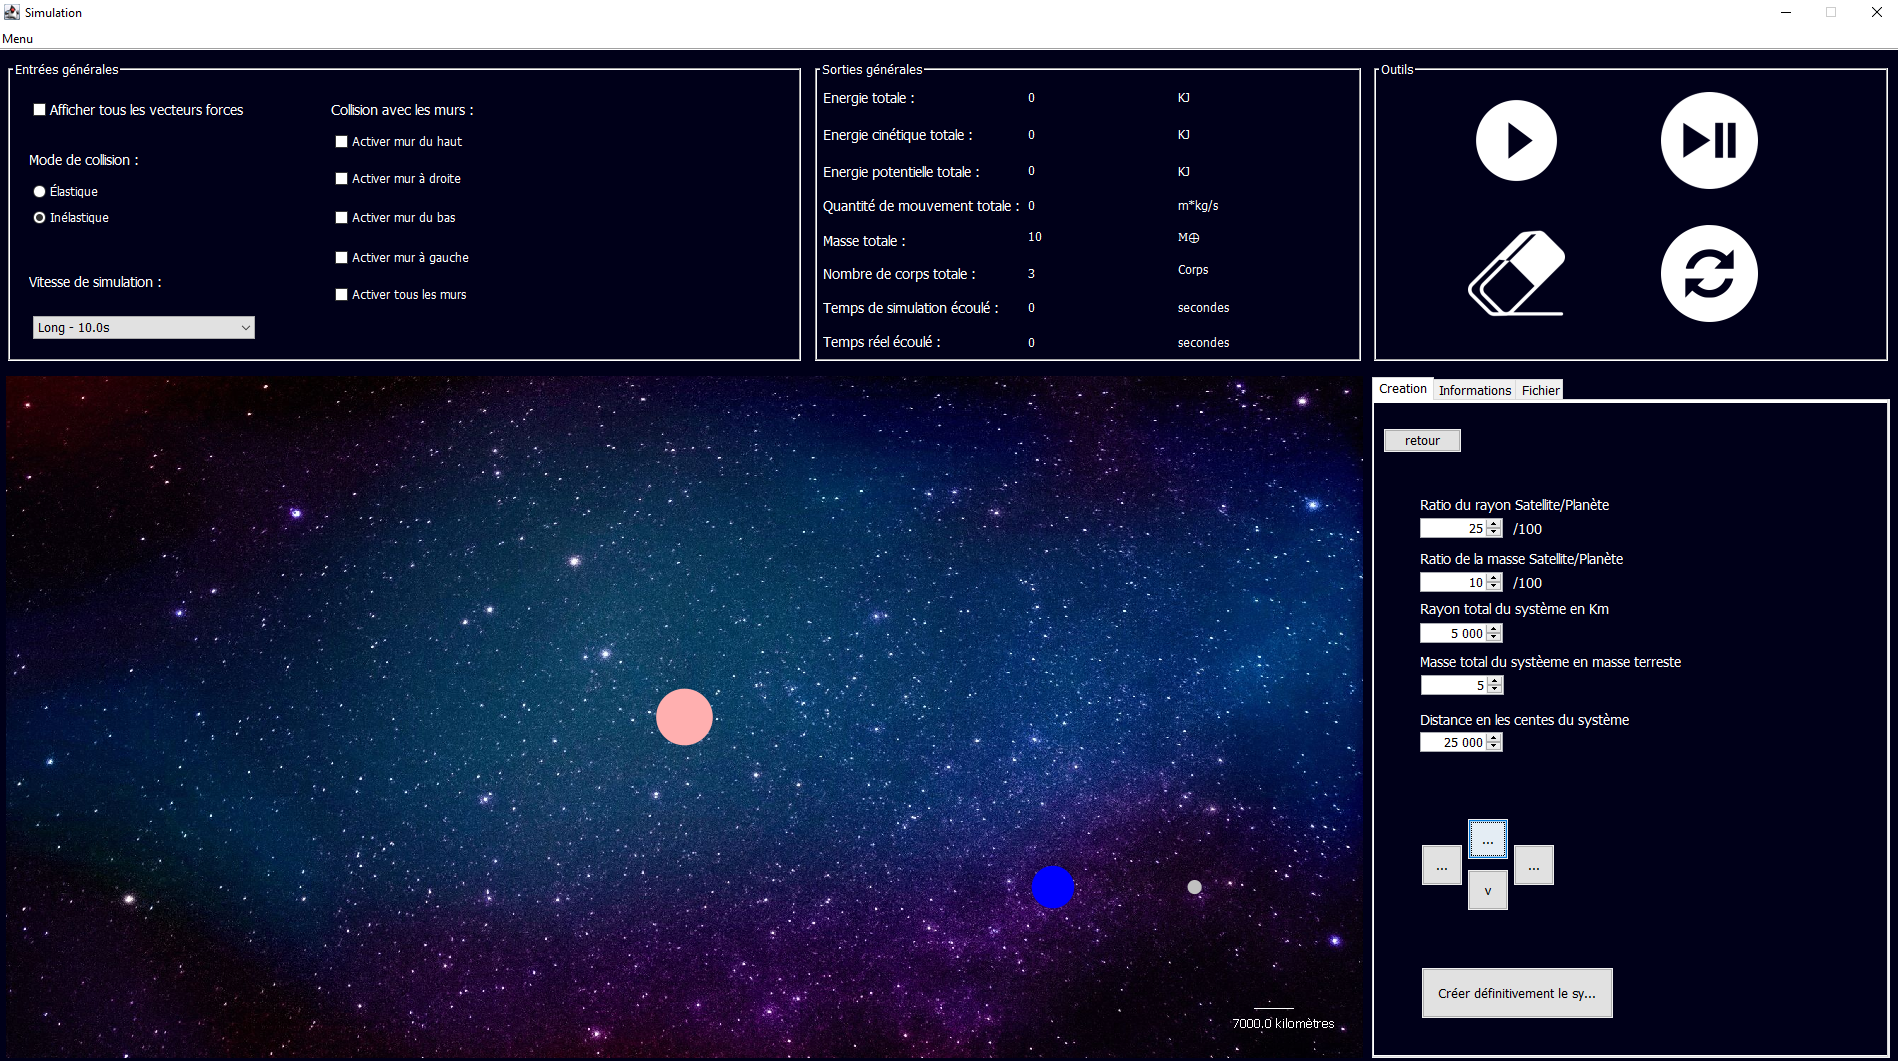 Simulation
Menu
Entrées générales
Afficher tous les vecteurs forces
Mode de collision :
Élastique
Inélastique
Vitesse de simulation :
Long - 10.0s
Collision avec les murs :
Activer mur du haut
Activer mur à droite
Activer mur du bas
Activer mur à gauche
Activer tous les murs
Sorties générales
Energie totale : 0 KJ
Energie cinétique totale : 0 KJ
Energie potentielle totale : 0 KJ
Quantité de mouvement totale : 0 m*kg/s
Masse totale : 10 M⊕
Nombre de corps totale : 3 Corps
Temps de simulation écoulé : 0 secondes
Temps réel écoulé : 0 secondes
Outils
7000.0 kilomètres
Creation Informations Fichier
retour
Ratio du rayon Satellite/Planète
25 /100
Ratio de la masse Satellite/Planète
10 /100
Rayon total du système en Km
5 000
Masse total du systèeme en masse terreste
5
Distance en les centes du système
25 000
...
... ...
v
Créer définitivement le sy...